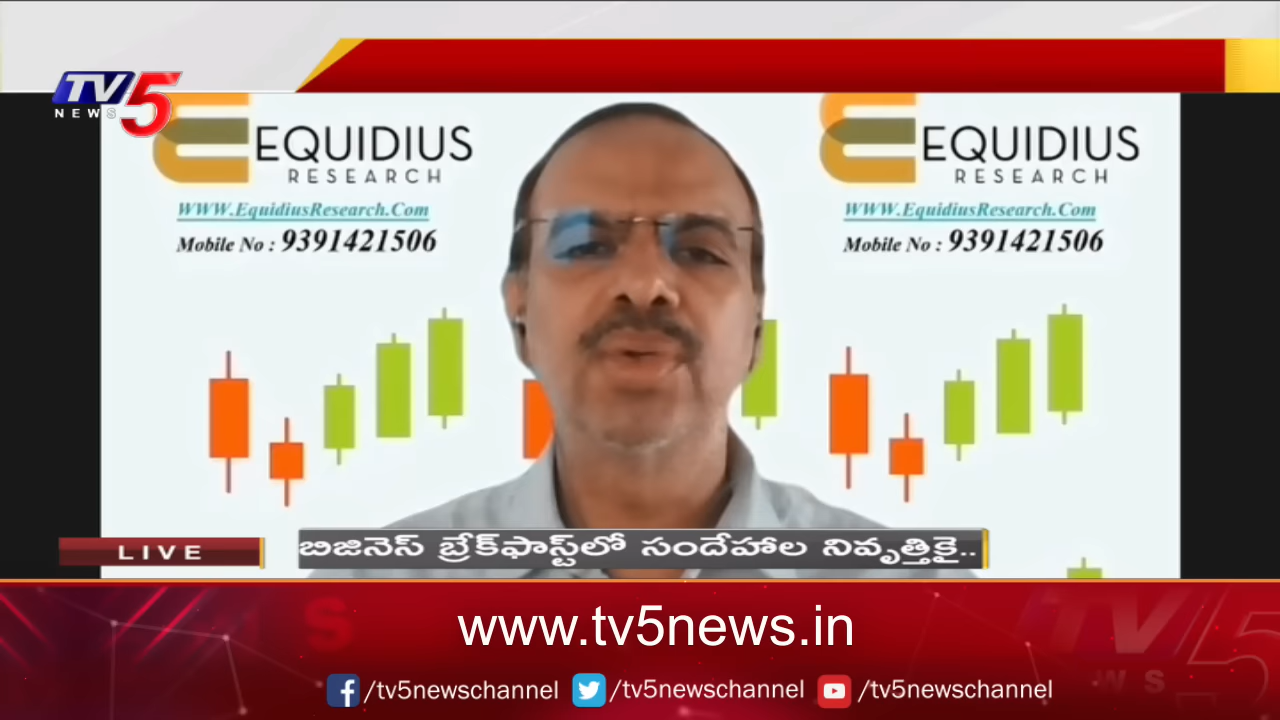 TV5
NEWS
EQUIDIUS
RESEARCH
WWW.EquidiusResearch.Com
Mobile No : 9391421506
EQUIDIUS
RESEARCH
WWW.EquidiusResearch.Com
Mobile No : 9391421506
LIVE
బిజినెస్ బ్రేక్‌ఫాస్ట్‌లో సందేహాల నివృత్తికై..
www.tv5news.in
/tv5newschannel
/tv5newschannel
/tv5newschannel